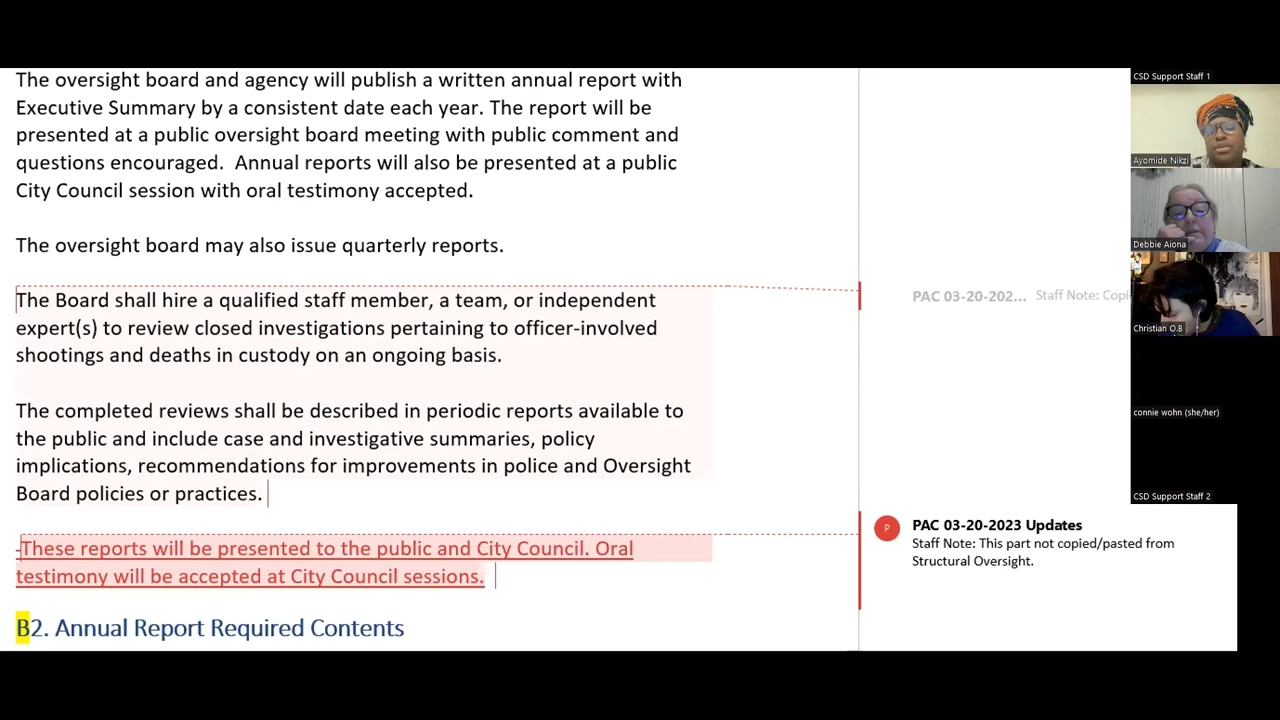 The oversight board and agency will publish a written annual report with
Executive Summary by a consistent date each year. The report will be
presented at a public oversight board meeting with public comment and
questions encouraged.  Annual reports will also be presented at a public
City Council session with oral testimony accepted.
The oversight board may also issue quarterly reports.
The Board shall hire a qualified staff member, a team, or independent
expert(s) to review closed investigations pertaining to officer-involved
shootings and deaths in custody on an ongoing basis.
The completed reviews shall be described in periodic reports available to
the public and include case and investigative summaries, policy
implications, recommendations for improvements in police and Oversight
Board policies or practices.
These reports will be presented to the public and City Council. Oral
testimony will be accepted at City Council sessions.
B2. Annual Report Required Contents
PAC 03-20-202... Staff Note: Copi
P
PAC 03-20-2023 Updates
Staff Note: This part not copied/pasted from
Structural Oversight.
CSD Support Staff 1
Ayomide Nikzi
Debbie Aiona
Christian O.B
connie wohn (she/her)
CSD Support Staff 2